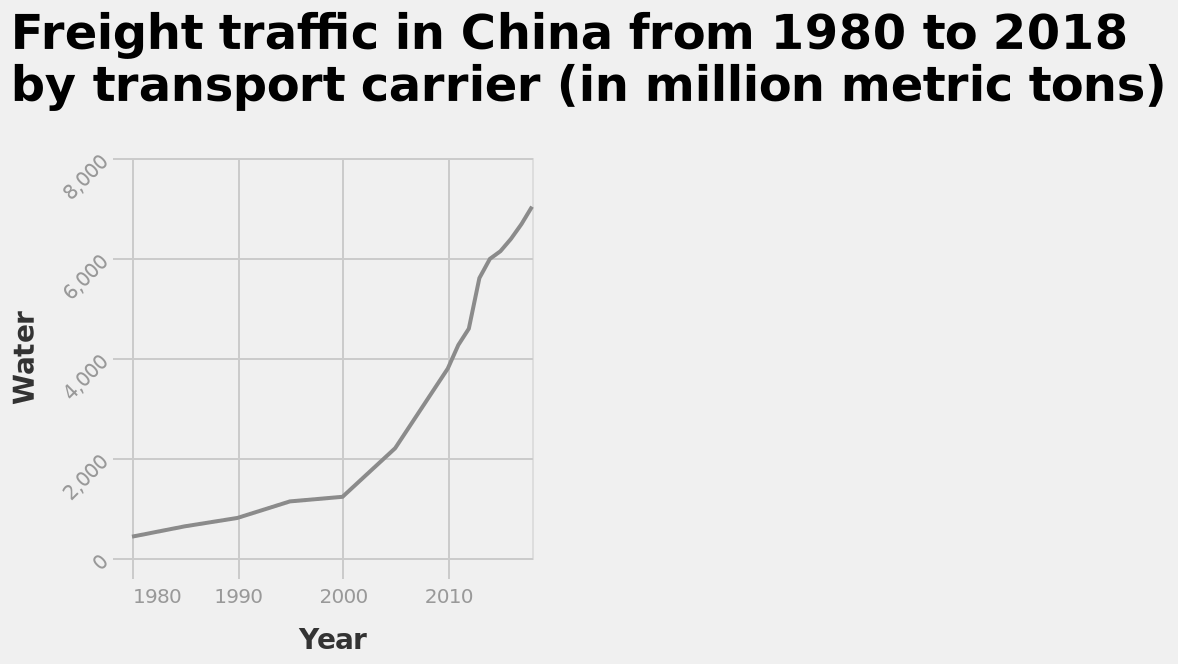 Freight traffic in China from 1980 to 2018
by transport carrier (in million metric tons)
8,000
6,000
4,000
2,000
0
Water
1980 1990 2000 2010
Year